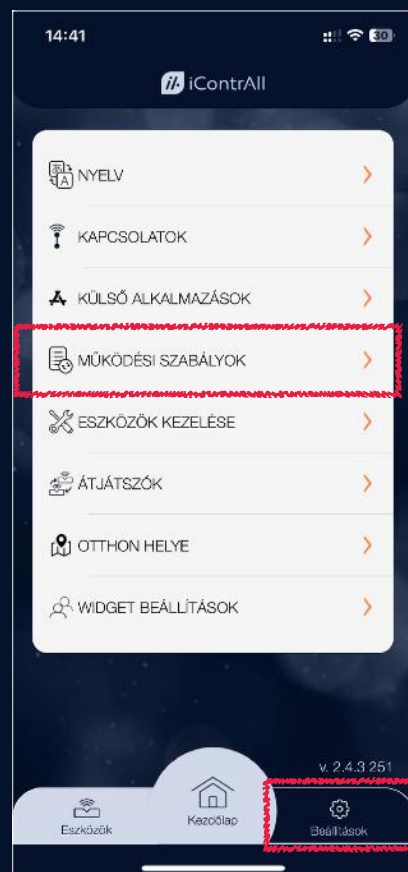 14:41
30
iContrAll
NYELV
KAPCSOLATOK
KÜLSŐ ALKALMAZÁSOK
MŰKÖDÉSI SZABÁLYOK
ESZKÖZÖK KEZELÉSE
ÁTJÁTSZÓK
OTTHON HELYE
WIDGET BEÁLLÍTÁSOK
v. 2.4.3 251
Eszközök
Kezdőlap
Beállítások